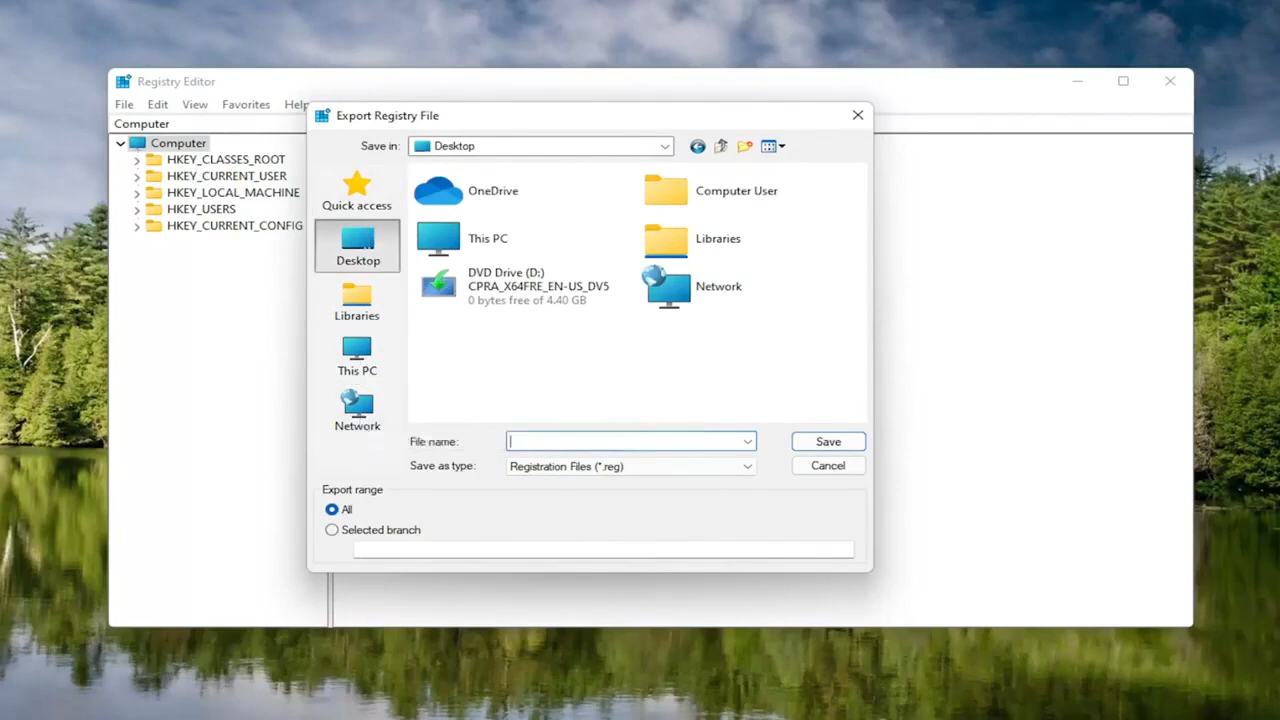 Registry Editor
File Edit View Favorites Help
Computer
Computer
HKEY_CLASSES_ROOT
HKEY_CURRENT_USER
HKEY_LOCAL_MACHINE
HKEY_USERS
HKEY_CURRENT_CONFIG
Export Registry File
Save in: Desktop
Quick access
Desktop
Libraries
This PC
Network
OneDrive
Computer User
This PC
Libraries
DVD Drive (D:)
CPRA_X64FRE_EN-US_DV5
0 bytes free of 4.40 GB
Network
File name:
Save
Save as type: Registration Files (*.reg)
Cancel
Export range
All
Selected branch